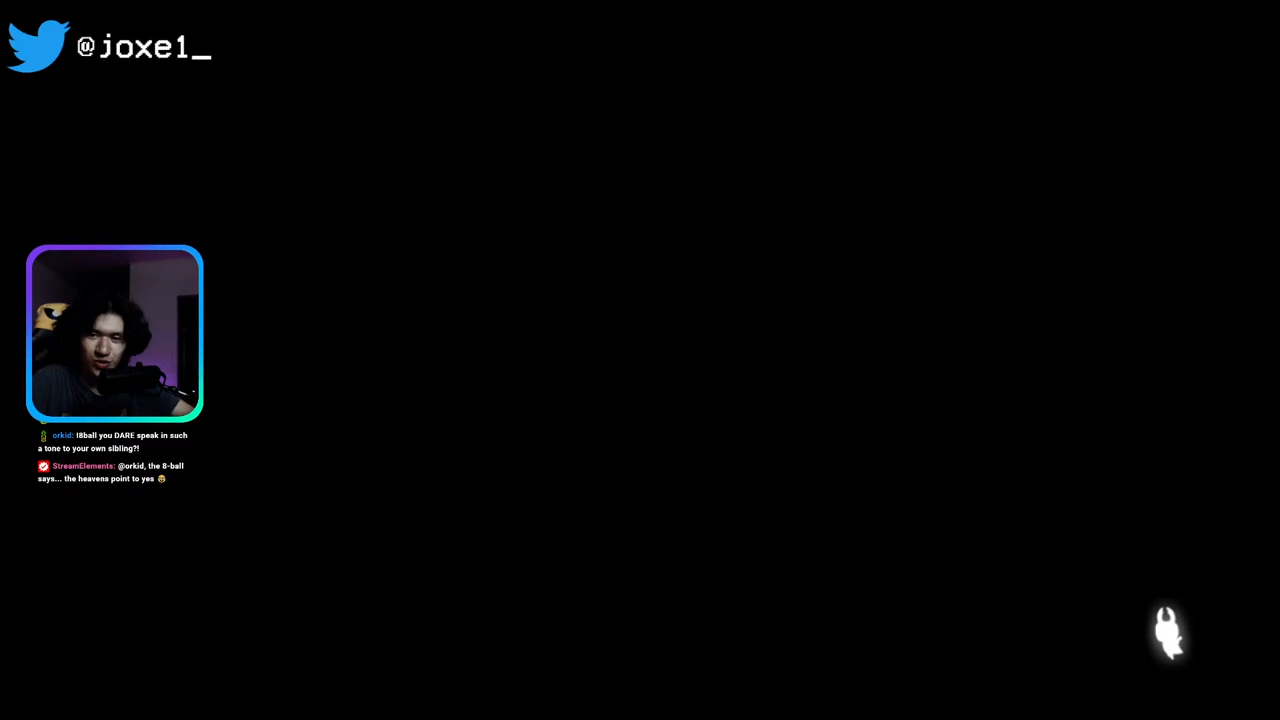 @joxe1_
orkid: !8ball you DARE speak in such
a tone to your own sibling?!
StreamElements: @orkid, the 8-ball
says... the heavens point to yes 🤠